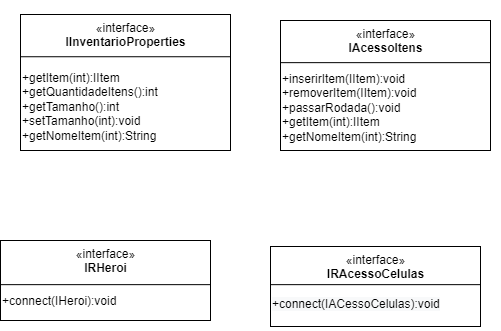 «interface»
IInventarioProperties
+getItem(int):IItem
+getQuantidadeItens():int
+getTamanho():int
+setTamanho(int):void
+getNomeItem(int):String
«interface»
IAcessoItens
+inserirItem(IItem):void
+removerItem(IItem):void
+passarRodada():void
+getItem(int):IItem
+getNomeItem(int):String
«interface»
IRHeroi
+connect(IHeroi):void
«interface»
IRAcessoCelulas
+connect(IACessoCelulas):void